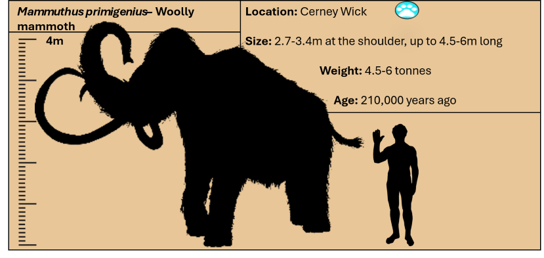 Mammuthus primigenius– Woolly
mammoth
4m
Location: Cerney Wick
Size: 2.7-3.4m at the shoulder, up to 4.5-6m long
Weight: 4.5-6 tonnes
Age: 210,000 years ago